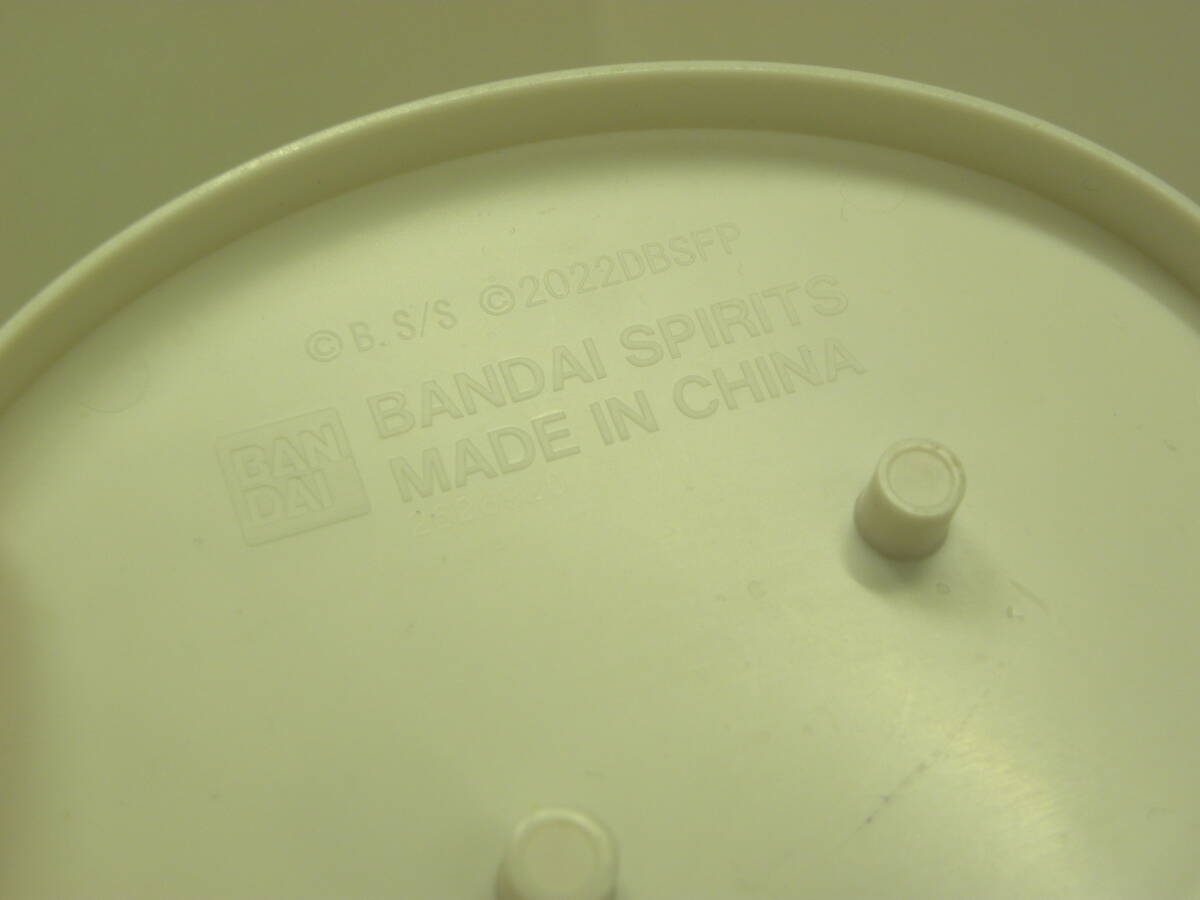 ©B. S/S ©2022DBSFP
BANDAI SPIRITS
MADE IN CHINA
BAN
DAI